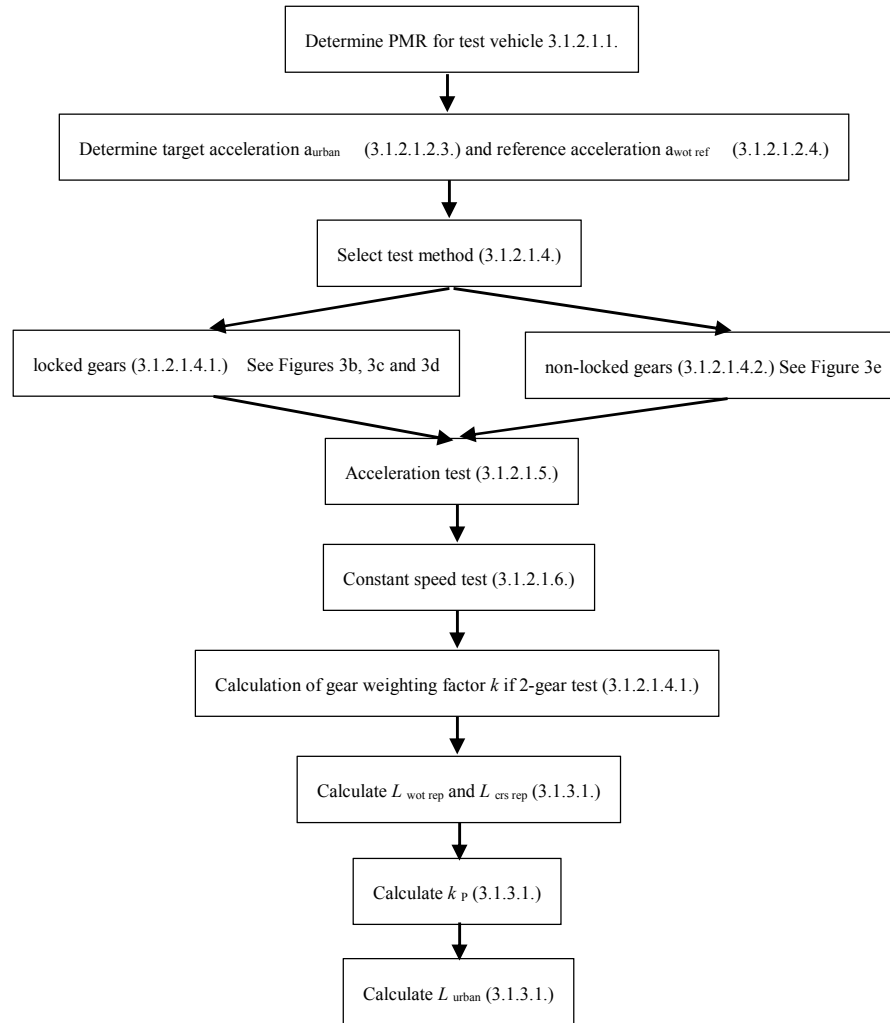 Determine PMR for test vehicle 3.1.2.1.1.
Determine target acceleration aurban (3.1.2.1.2.3.) and reference acceleration awot ref (3.1.2.1.2.4.)
Select test method (3.1.2.1.4.)
locked gears (3.1.2.1.4.1.) See Figures 3b, 3c and 3d
non-locked gears (3.1.2.1.4.2.) See Figure 3e
Acceleration test (3.1.2.1.5.)
Constant speed test (3.1.2.1.6.)
Calculation of gear weighting factor k if 2-gear test (3.1.2.1.4.1.)
Calculate L wot rep and L crs rep (3.1.3.1.)
Calculate k P (3.1.3.1.)
Calculate L urban (3.1.3.1.)